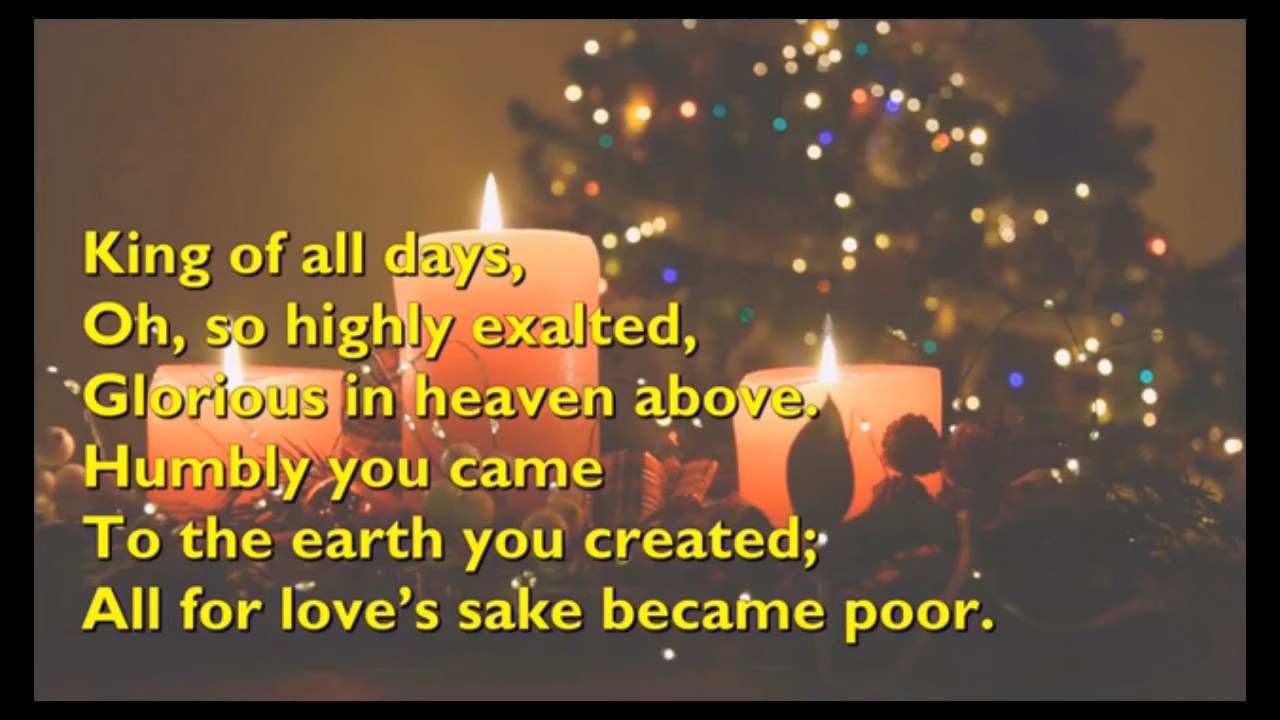 King of all days,
Oh, so highly exalted,
Glorious in heaven above.
Humbly you came
To the earth you created;
All for love's sake became poor.